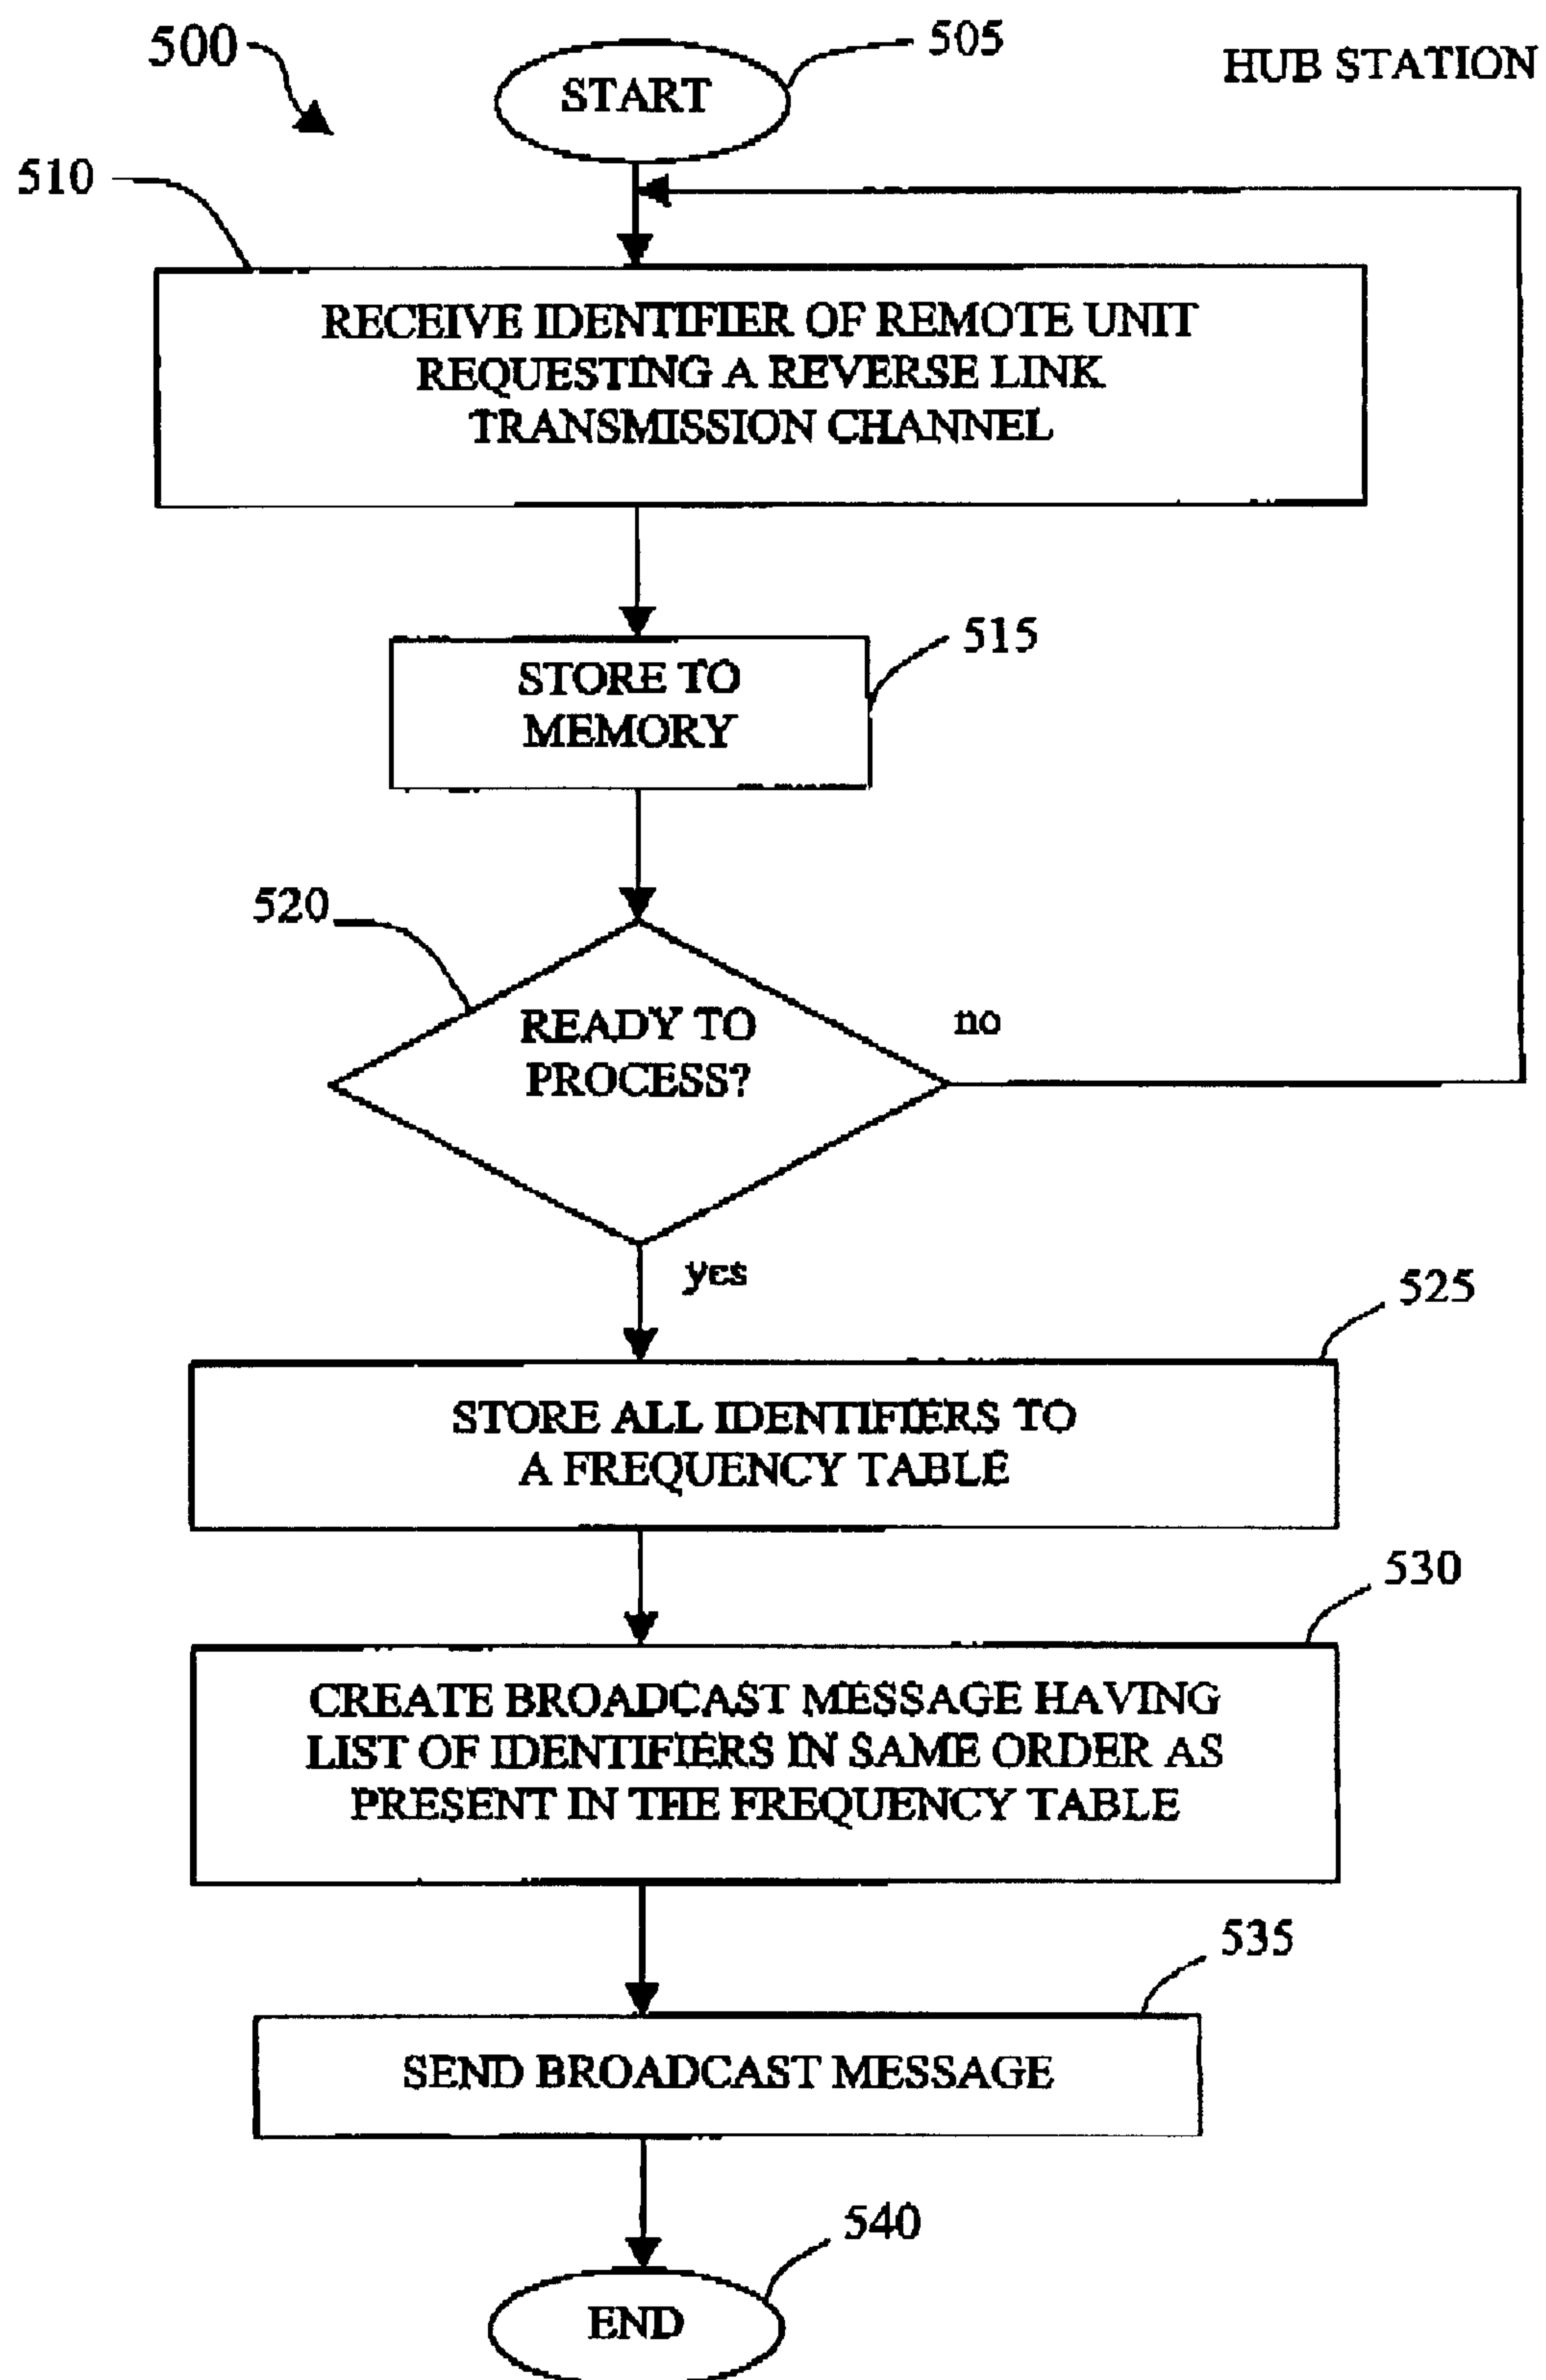 500
505
HUB STATION
START
510
RECEIVE IDENTIFIER OF REMOTE UNIT
REQUESTING A REVERSE LINK
TRANSMISSION CHANNEL
515
STORE TO
MEMORY
520
READY TO
PROCESS?
no
yes
525
STORE ALL IDENTIFIERS TO
A FREQUENCY TABLE
530
CREATE BROADCAST MESSAGE HAVING
LIST OF IDENTIFIERS IN SAME ORDER AS
PRESENT IN THE FREQUENCY TABLE
535
SEND BROADCAST MESSAGE
540
END